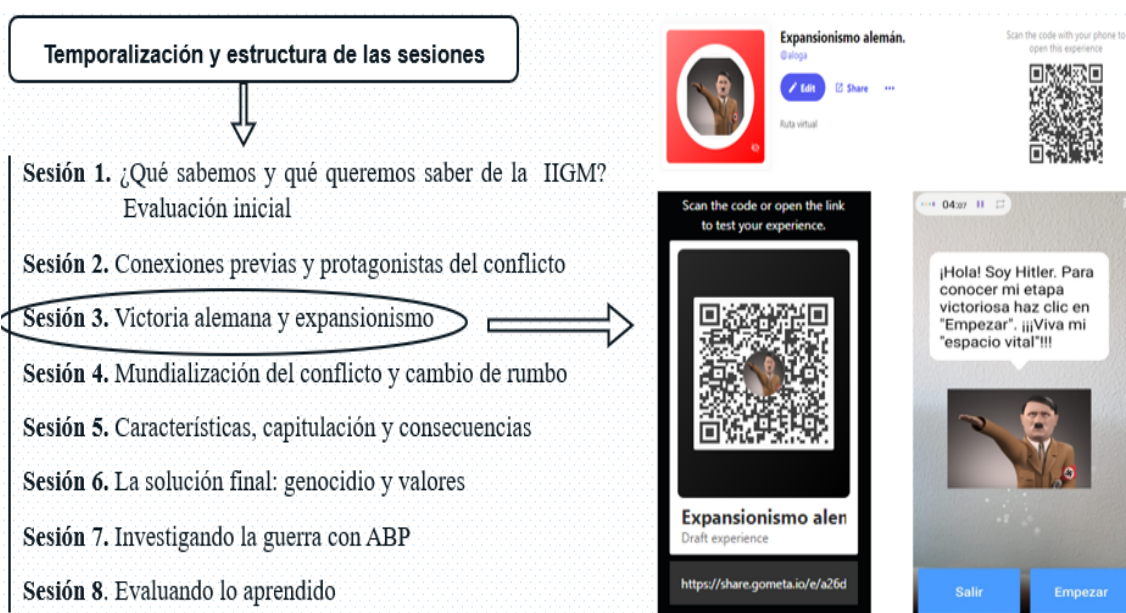 Temporalización y estructura de las sesiones
Sesión 1. ¿Qué sabemos y qué queremos saber de la IIGM?
Evaluación inicial
Sesión 2. Conexiones previas y protagonistas del conflicto
Sesión 3. Victoria alemana y expansionismo
Sesión 4. Mundialización del conflicto y cambio de rumbo
Sesión 5. Características, capitulación y consecuencias
Sesión 6. La solución final: genocidio y valores
Sesión 7. Investigando la guerra con ABP
Sesión 8. Evaluando lo aprendido
Expansionismo alemán.
@aloga
Edit
Share
Ruta virtual
Scan the code with your phone to
open this experience
Scan the code or open the link
to test your experience.
Expansionismo alen
Draft experience
https://share.gometa.io/e/a26d
04:07
¡Hola! Soy Hitler. Para
conocer mi etapa
victoriosa haz clic en
"Empezar". ¡¡¡Viva mi
"espacio vital"!!!
Salir
Empezar